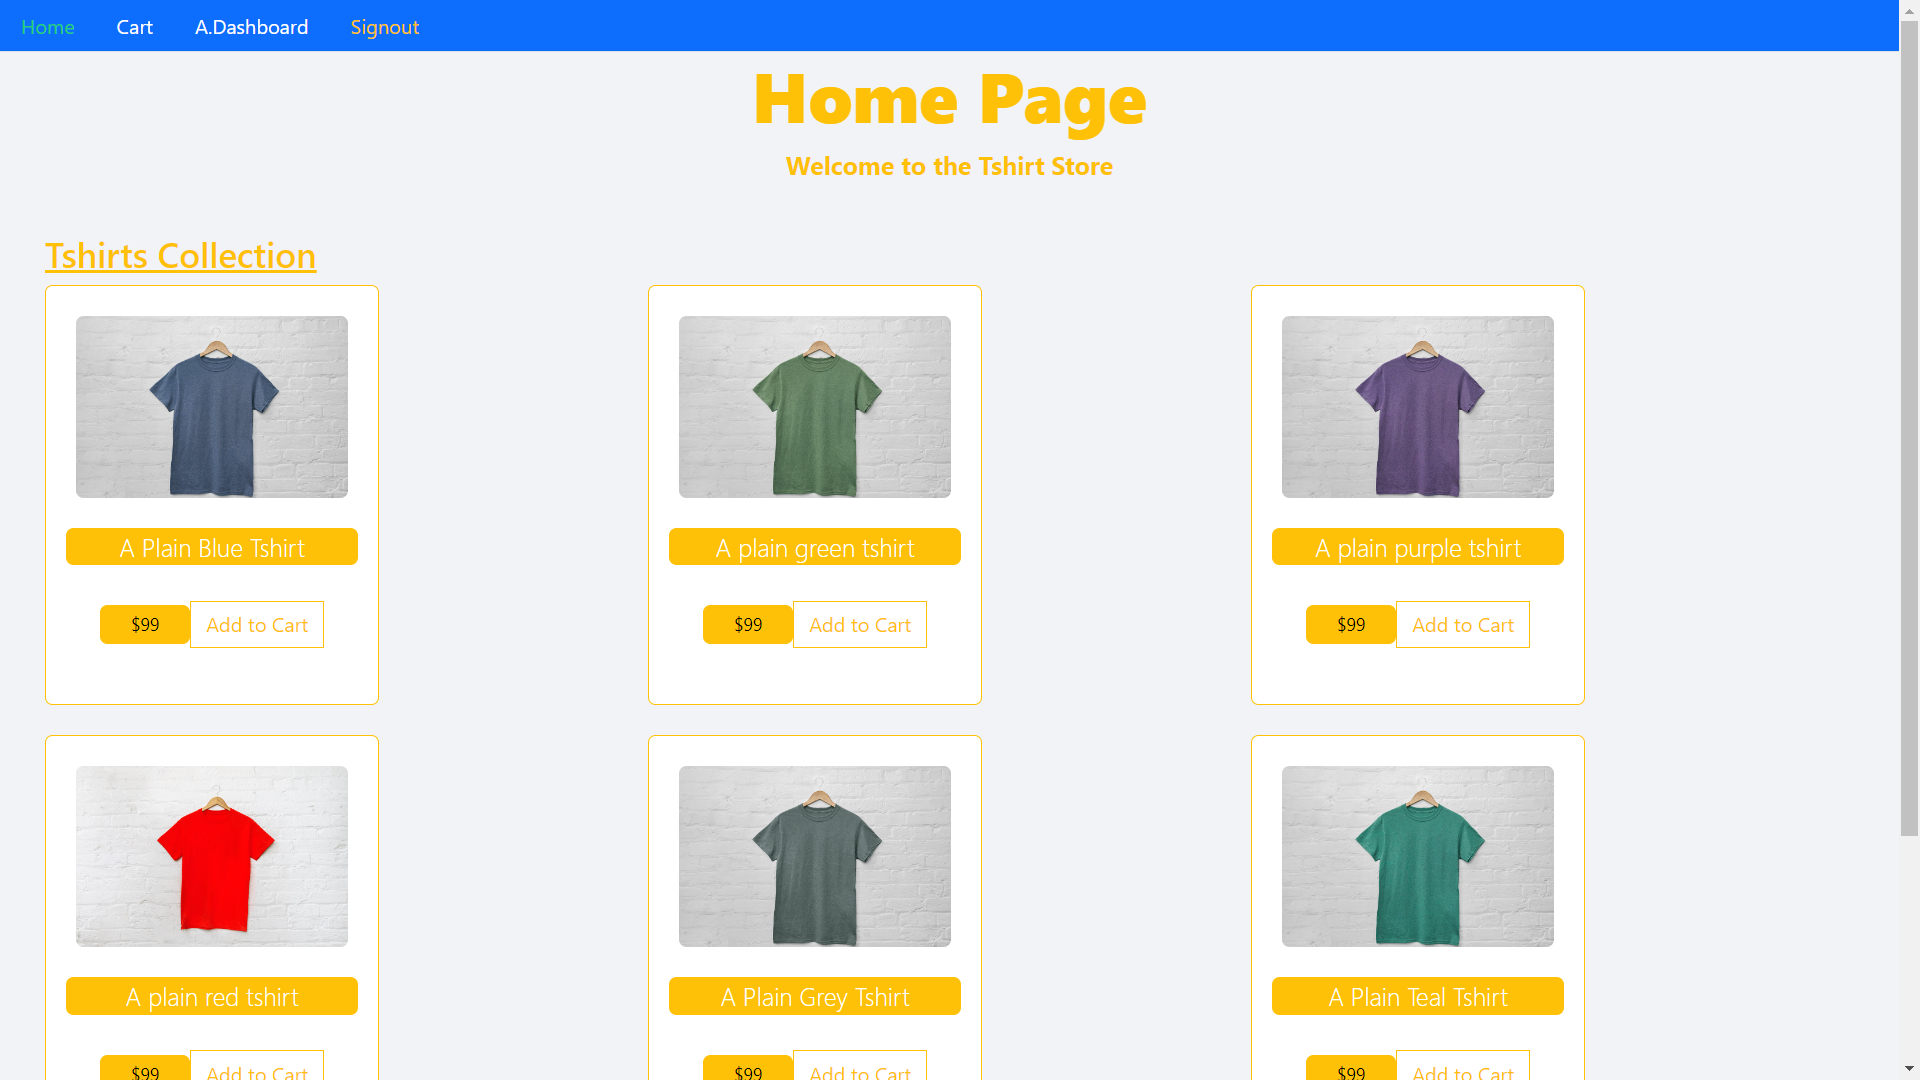 Home Cart A.Dashboard Signout
Home Page
Welcome to the Tshirt Store
Tshirts Collection
A Plain Blue Tshirt
$99 Add to Cart
A plain green tshirt
$99 Add to Cart
A plain purple tshirt
$99 Add to Cart
A plain red tshirt
$99 Add to Cart
A Plain Grey Tshirt
$99 Add to Cart
A Plain Teal Tshirt
$99 Add to Cart